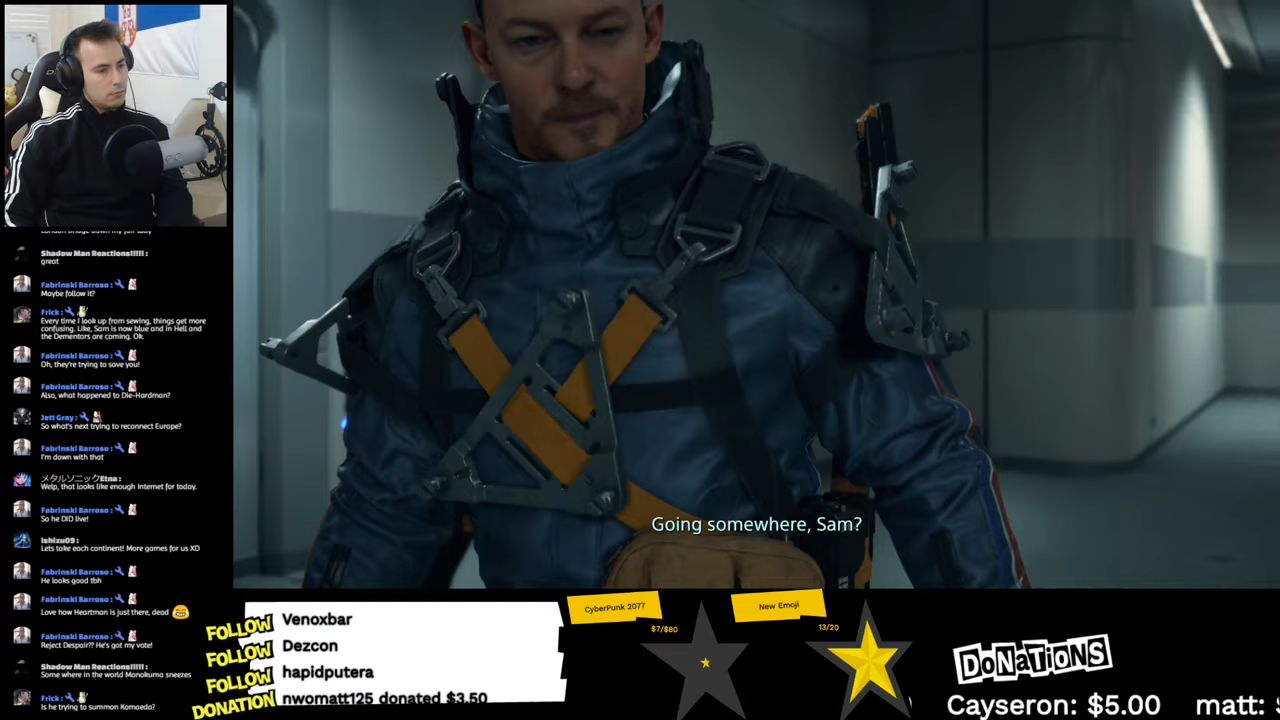 London Bridge down my fair lady
Shadow Man Reactions!!!!! :
great
Fabrinski Barroso :
Maybe follow it?
Frick :
Every time I look up fram sewing, things get more
confusing. Like, Sam is now blue and in Hell and
the Dementors are coming. Ok.
Fabrinski Barroso :
Oh, they're trying to save you!
Fabrinski Barroso :
Also, what happened to Die-Hardman?
Jett Gray :
So what's next trying to reconnect Europe?
Fabrinski Barroso :
I'm down with that
メタルソニックEtna :
Welp, that looks like enough Internet for today.
Fabrinski Barroso :
So he DID live!
Ishizu09 :
Lets take each continent! More games for us XD
Fabrinski Barroso :
He looks good tbh
Fabrinski Barroso :
Love how Heartman is just there, dead
Fabrinski Barroso :
Reject Despair?? He's got my vote!
Shadow Man Reactions!!!!! :
Some where in the world Monokuma sneezes
Frick :
Is he trying to summon Komaeda?
Going somewhere, Sam?
FOLLOW Venoxbar
FOLLOW Dezcon
FOLLOW hapidputera
DONATION nwomatt125 donated $3.50
CyberPunk 2077
$7/$80
New Emoji
13/20
DONATIONS
Cayseron: $5.00 matt: